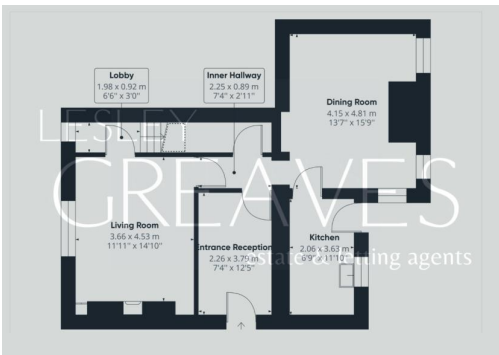 Lobby
1.98 x 0.92 m
6'6" x 3'0"
Inner Hallway
2.25 x 0.89 m
7'4" x 2'11"
Dining Room
4.15 x 4.81 m
13'7" x 15'9"
LESLEY
GREAVES
estate & letting agents
Living Room
3.66 x 4.53 m
11'11" x 14'10"
Entrance Reception
2.26 x 3.79 m
7'4" x 12'5"
Kitchen
2.06 x 3.63 m
6'9" x 11'10"